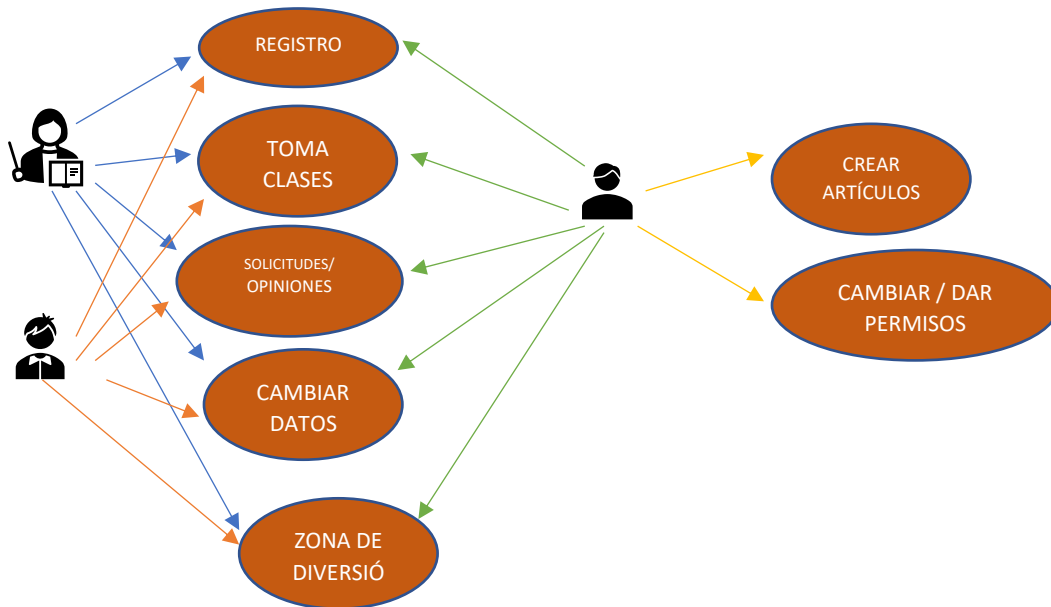 REGISTRO
TOMA
CLASES
SOLICITUDES/
OPINIONES
CAMBIAR
DATOS
ZONA DE
DIVERSIÓ
CREAR
ARTÍCULOS
CAMBIAR / DAR
PERMISOS